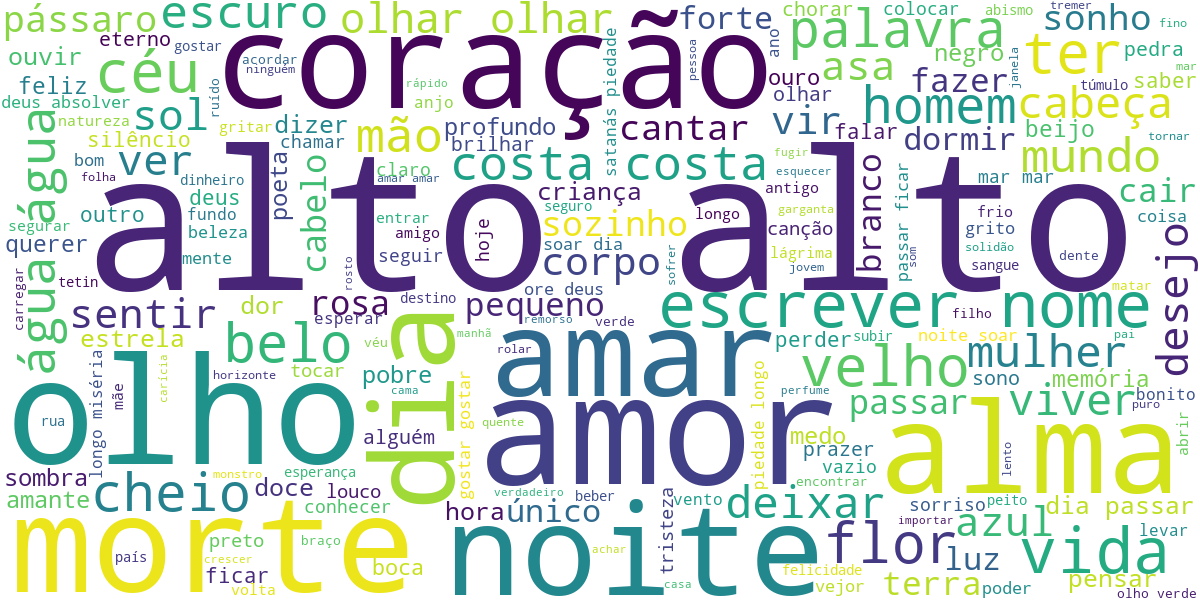 pássaro escuro olhar olhar forte chorar colocar abismo tremer sonho fino
eterno gostar coração ano palavra negro ter pedra
ouvir céu acordar ninguém rápido pessoa asa fazer janela mar
feliz ruído anjo satanás piedade ouro olhar homem cabeça túmulo saber
deus absolver sol gritar dizer mão profundo cantar vir falar dormir beijo tornar
natureza silêncio chamar brilhar
água água bom ver poeta cabelo claro costa costa fugir branco mundo
folha dinheiro amar amar criança esquecer antigo mar mar cair
alto alto
outro deus entrar seguro longo garganta passar ficar frio coisa
segurar fundo beleza amigo hoje sozinho canção grito
querer mente seguir soar dia lágrima som solidão desejo
carregar tetin rosto corpo sofrer jovem sangue dente
sentir dor rosa destino ore deus pequeno escrever nome matar
estrela esperar dia manhã remorso verde filho
belo véu rolar amar perder subir noite soar pai
longo miséria mãe carícia horizonte tocar pobre cama velho sono mulher memória
olho rua amor perfume passar viver bonito puro
alguém gostar gostar quente piedade longo medo alma abrir
sombra monstro esperança prazer lento
amante cheio doce louco verdadeiro beber tristeza vazio encontrar
conhecer hora único vento deixar sorriso peito dia passar
morte preto braço noite importar azul levar
país crescer boca achar flor luz vida
ficar volta casa felicidade vejor terra poder pensar
olho verde